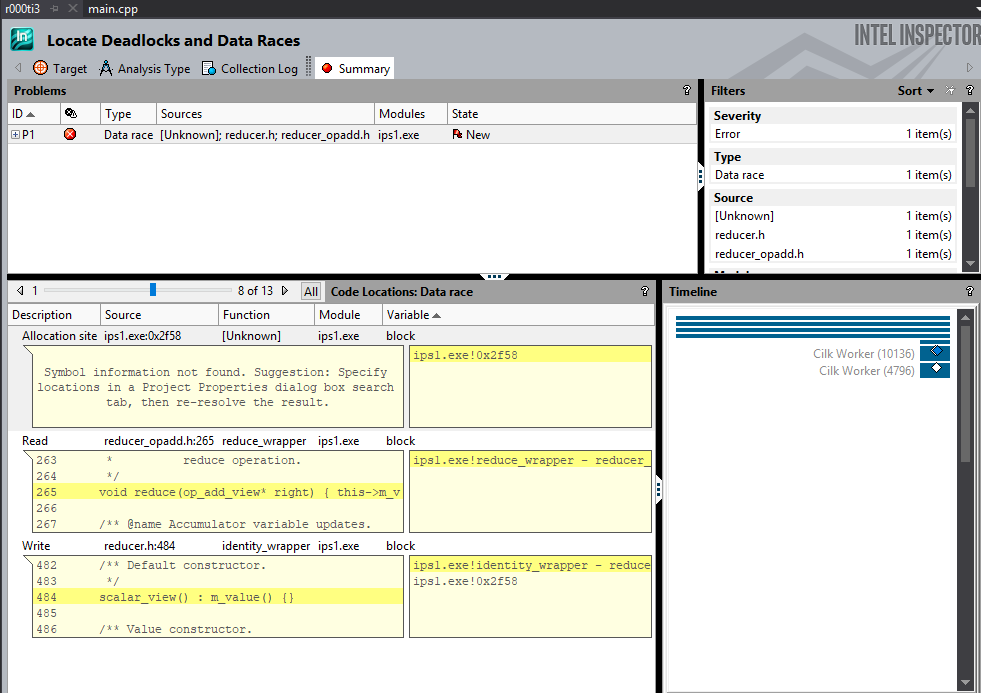 r000ti3 main.cpp
Locate Deadlocks and Data Races
INTEL INSPECTOR
Target Analysis Type Collection Log Summary
Problems ?
ID Type Sources Modules State
P1 Data race [Unknown]; reducer.h; reducer_opadd.h ips1.exe New
Filters Sort ?
Severity
Error 1 item(s)
Type
Data race 1 item(s)
Source
[Unknown] 1 item(s)
reducer.h 1 item(s)
reducer_opadd.h 1 item(s)
1 8 of 13 All Code Locations: Data race ?
Description Source Function Module Variable
Allocation site ips1.exe:0x2f58 [Unknown] ips1.exe block
Symbol information not found. Suggestion: Specify
locations in a Project Properties dialog box search
tab, then re-resolve the result.
ips1.exe!0x2f58
Read reducer_opadd.h:265 reduce_wrapper ips1.exe block
263 * reduce operation.
264 */
265 void reduce(op_add_view* right) { this->m_v
266
267 /** @name Accumulator variable updates.
ips1.exe!reduce_wrapper - reducer_
Write reducer.h:484 identity_wrapper ips1.exe block
482 /** Default constructor.
483 */
484 scalar_view() : m_value() {}
485
486 /** Value constructor.
ips1.exe!identity_wrapper - reduce
ips1.exe!0x2f58
Timeline ?
Cilk Worker (10136)
Cilk Worker (4796)